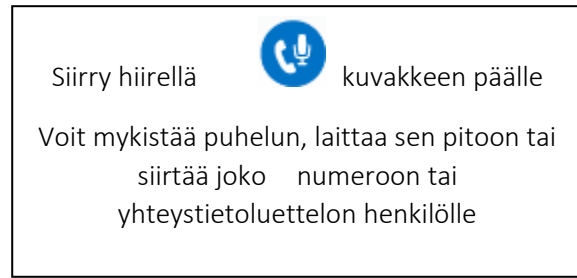 Siirry hiirellä kuvakkeen päälle
Voit mykistää puhelun, laittaa sen pitoon tai
siirtää joko numeroon tai
yhteystietoluettelon henkilölle